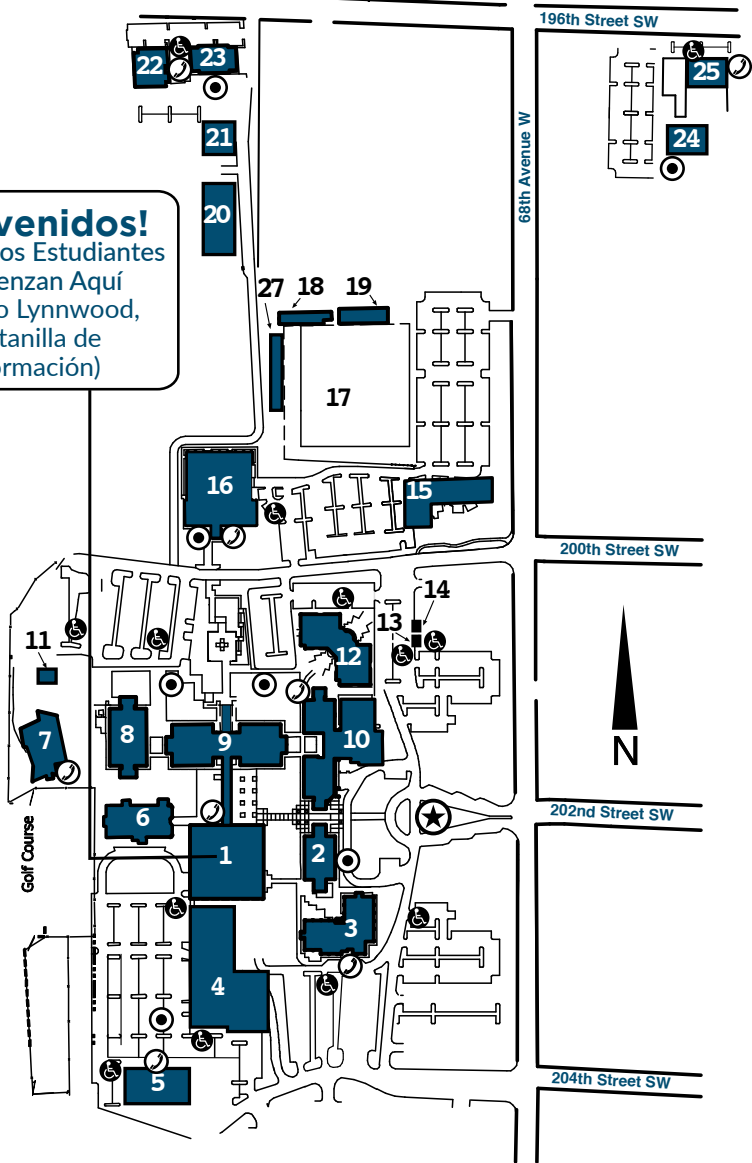 196th Street SW
22
23
25
21
24
68th Avenue W
20
venidos!
os Estudiantes
enzan Aquí
o Lynnwood,
tanilla de
ormación)
27
18
19
17
16
15
200th Street SW
14
13
11
12
7
8
9
10
N
6
202nd Street SW
1
2
Golf Course
3
4
5
204th Street SW